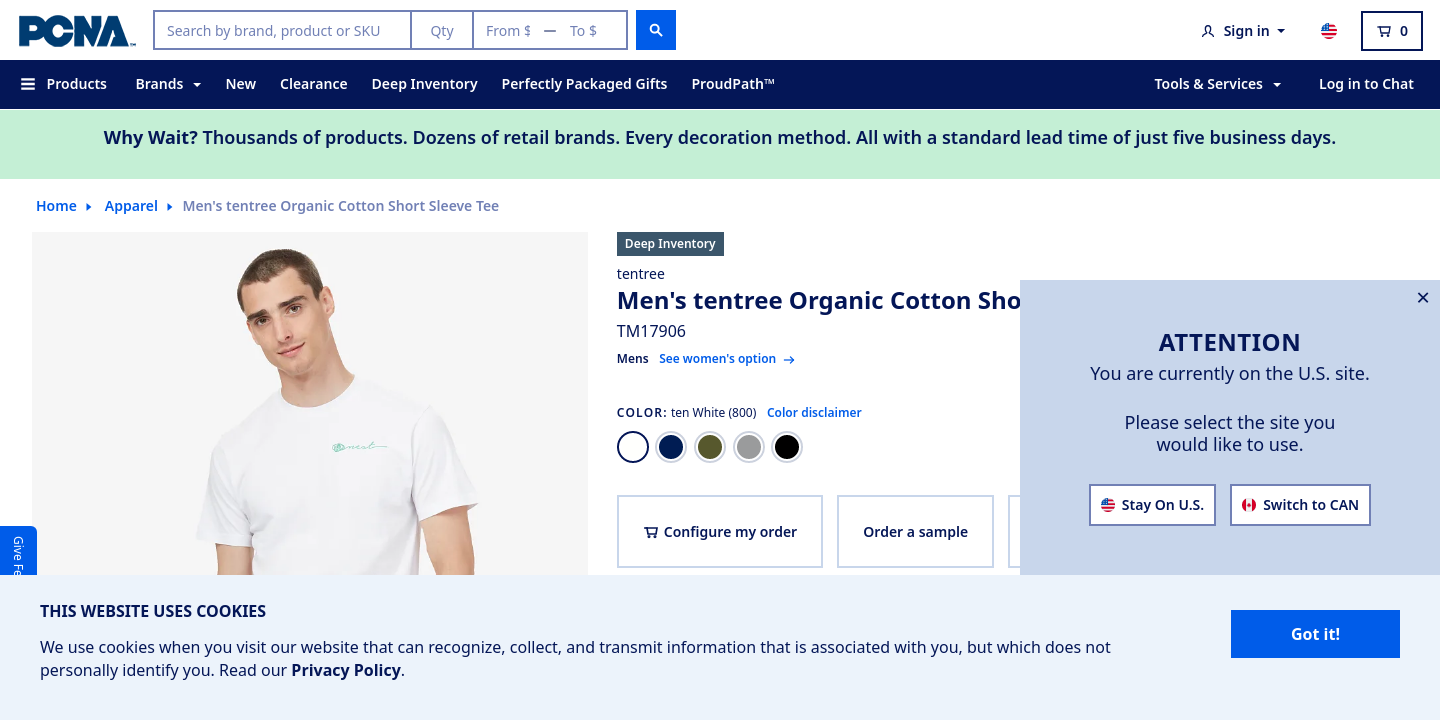 PCNA™
Search by brand, product or SKU
Qty
From $ — To $
Sign in
0
Products
Brands
New
Clearance
Deep Inventory
Perfectly Packaged Gifts
ProudPath™
Tools & Services
Log in to Chat
Why Wait? Thousands of products. Dozens of retail brands. Every decoration method. All with a standard lead time of just five business days.
Home
Apparel
Men's tentree Organic Cotton Short Sleeve Tee
Deep Inventory
tentree
Men's tentree Organic Cotton Sho
TM17906
Mens See women's option
COLOR: ten White (800) Color disclaimer
Configure my order
Order a sample
×
ATTENTION
You are currently on the U.S. site.
Please select the site you
would like to use.
Stay On U.S.
Switch to CAN
Give Fe
THIS WEBSITE USES COOKIES
We use cookies when you visit our website that can recognize, collect, and transmit information that is associated with you, but which does not
personally identify you. Read our Privacy Policy.
Got it!